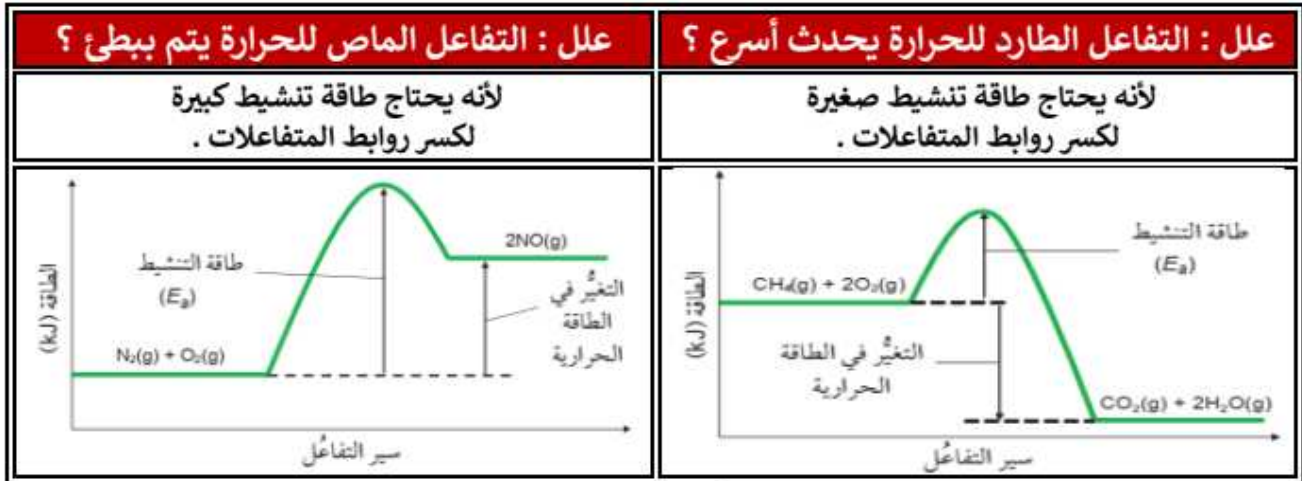 علل : التفاعل الطارد للحرارة يحدث أسرع ؟
لأنه يحتاج طاقة تنشيط صغيرة
لكسر روابط المتفاعلات .
الطاقة (kJ)
CH₄(g) + 2O₂(g)
طاقة التنشيط
(Eₐ)
التغيُّر في الطاقة
الحرارية
CO₂(g) + 2H₂O(g)
سير التفاعُل
علل : التفاعل الماص للحرارة يتم ببطئ ؟
لأنه يحتاج طاقة تنشيط كبيرة
لكسر روابط المتفاعلات .
الطاقة (kJ)
2NO(g)
طاقة التنشيط
(Eₐ)
التغيُّر في
الطاقة
الحرارية
N₂(g) + O₂(g)
سير التفاعُل